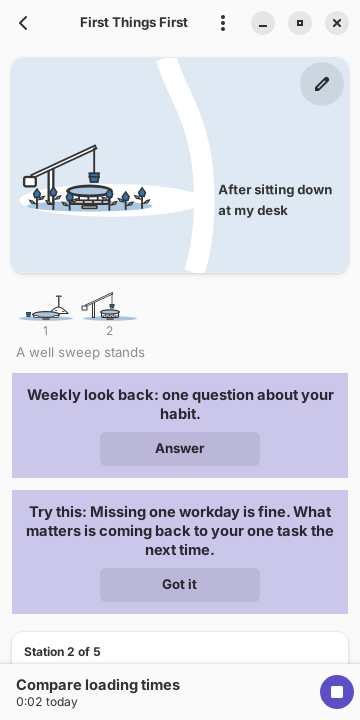 First Things First
After sitting down
at my desk
1
2
A well sweep stands
Weekly look back: one question about your
habit.
Answer
Try this: Missing one workday is fine. What
matters is coming back to your one task the
next time.
Got it
Station 2 of 5
Compare loading times
0:02 today